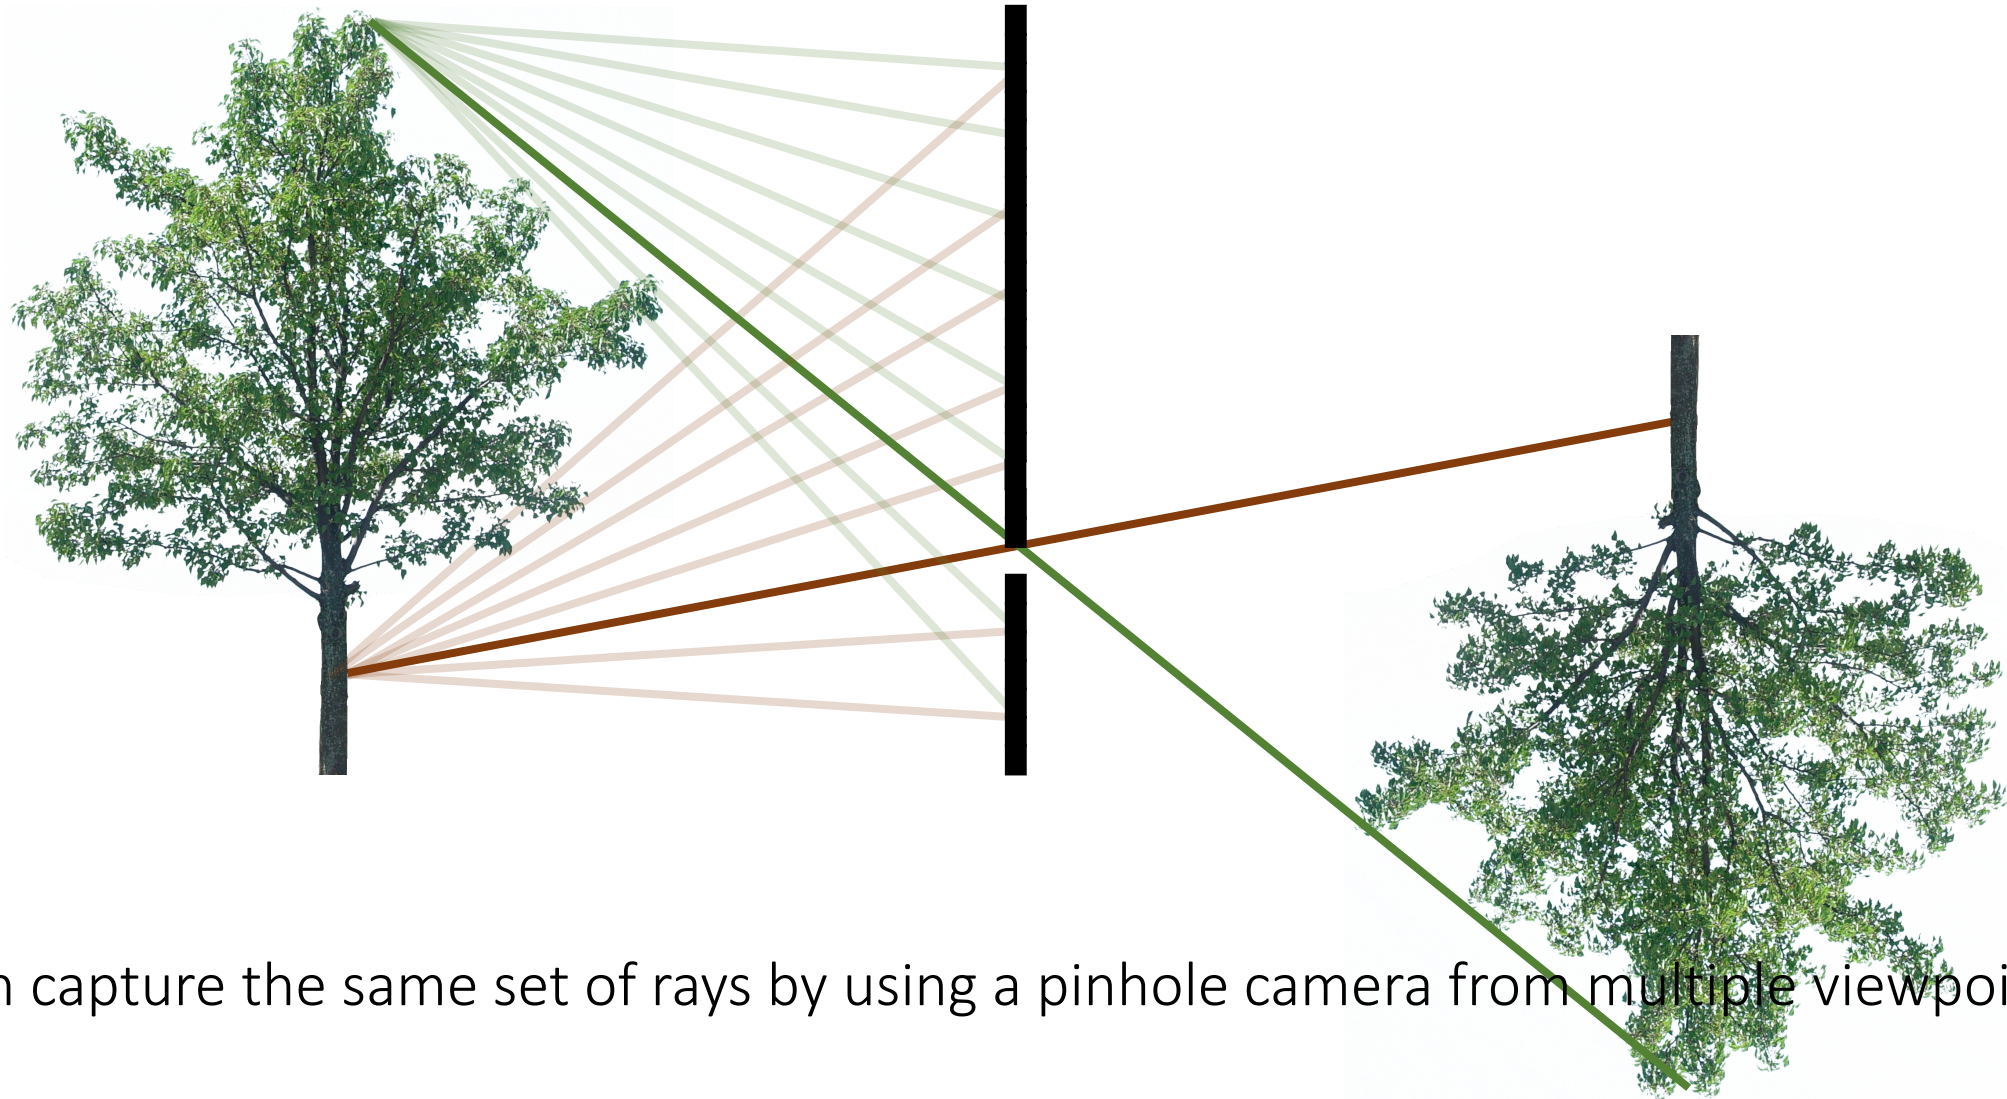 capture the same set of rays by using a pinhole camera from multiple